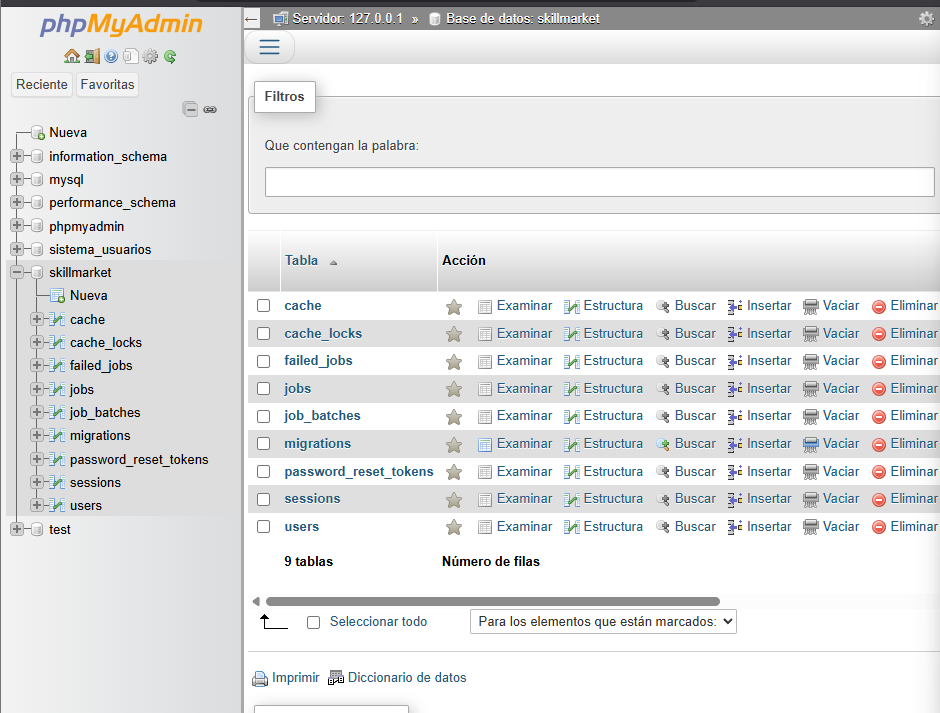 phpMyAdmin
Reciente Favoritas
Nueva
information_schema
mysql
performance_schema
phpmyadmin
sistema_usuarios
skillmarket
Nueva
cache
cache_locks
failed_jobs
jobs
job_batches
migrations
password_reset_tokens
sessions
users
test
Servidor: 127.0.0.1 » Base de datos: skillmarket
Filtros
Que contengan la palabra:
Tabla Acción
cache Examinar Estructura Buscar Insertar Vaciar Eliminar
cache_locks Examinar Estructura Buscar Insertar Vaciar Eliminar
failed_jobs Examinar Estructura Buscar Insertar Vaciar Eliminar
jobs Examinar Estructura Buscar Insertar Vaciar Eliminar
job_batches Examinar Estructura Buscar Insertar Vaciar Eliminar
migrations Examinar Estructura Buscar Insertar Vaciar Eliminar
password_reset_tokens Examinar Estructura Buscar Insertar Vaciar Eliminar
sessions Examinar Estructura Buscar Insertar Vaciar Eliminar
users Examinar Estructura Buscar Insertar Vaciar Eliminar
9 tablas Número de filas
Seleccionar todo Para los elementos que están marcados:
Imprimir Diccionario de datos